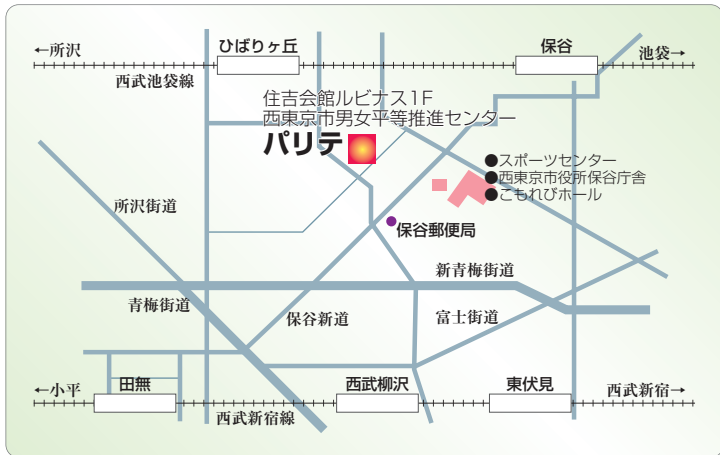 ひばりヶ丘
保谷
←所沢
池袋→
西武池袋線
住吉会館ルピナス1F
西東京市男女平等推進センター
パリテ
●スポーツセンター
●西東京市役所保谷庁舎
●こもれびホール
所沢街道
保谷郵便局
新青梅街道
青梅街道
保谷新道
富士街道
←小平
田無
西武柳沢
東伏見
西武新宿→
西武新宿線